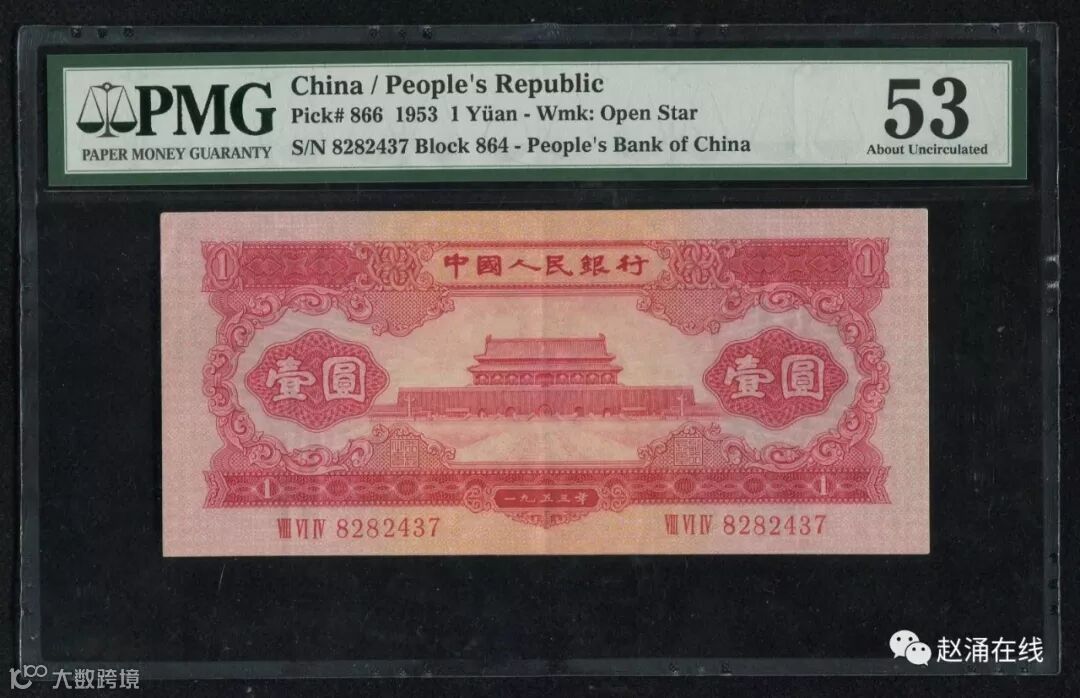 PMG
PAPER MONEY GUARANTY
China / People's Republic
Pick# 866 1953 1 Yüan - Wmk: Open Star
S/N 8282437 Block 864 - People's Bank of China
53
About Uncirculated
1
中國人民銀行
1
壹圓
壹圓
1
一九五三年
1
VIII VI IV 8282437
VIII VI IV 8282437
赵涌在线
大数跨境